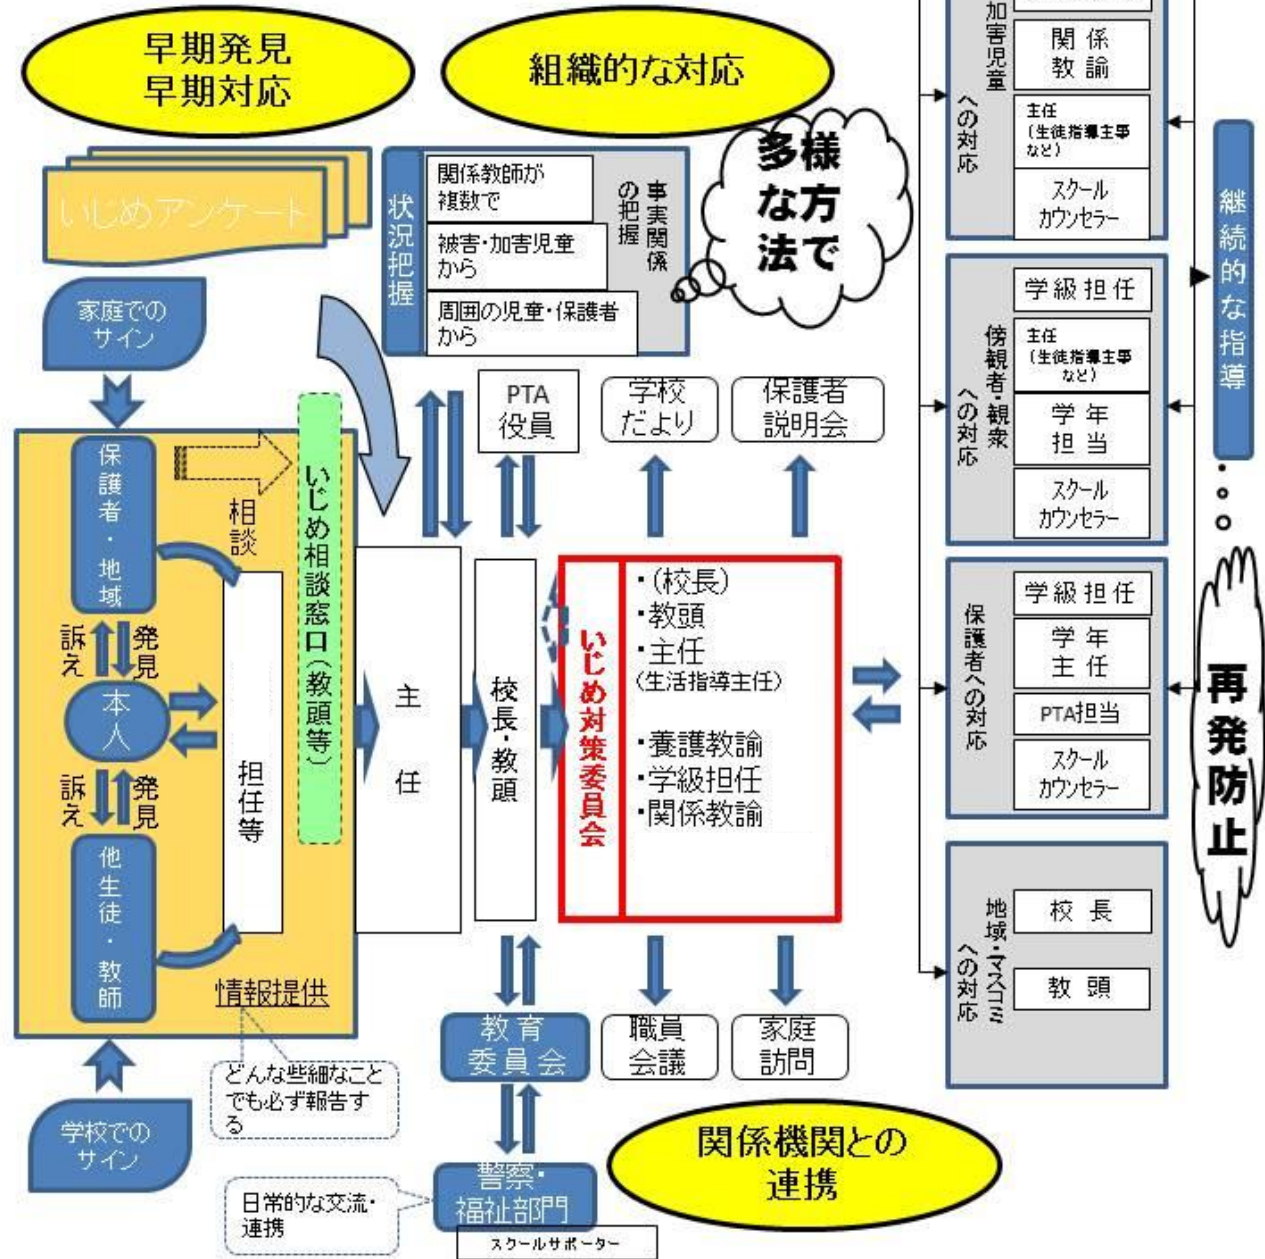 早期発見
早期対応
組織的な対応
いじめアンケート
家庭での
サイン
状況把握
関係教師が
複数で
被害・加害児童
から
周囲の児童・保護者
から
事実関係
の把握
多様
な方
法で
PTA
役員
学校
だより
保護者
説明会
保護者・地域
相談
訴え
発見
本人
訴え
発見
他生徒・教師
担任等
いじめ相談窓口(教頭等)
主任
校長・教頭
いじめ対策委員会
・(校長)
・教頭
・主任
(生活指導主任)
・養護教諭
・学級担任
・関係教諭
情報提供
どんな些細なこと
でも必ず報告す
る
学校での
サイン
教育
委員会
職員
会議
家庭
訪問
警察・
福祉部門
スクールサポーター
日常的な交流・
連携
関係機関との
連携
加害児童
への対応
関係
教諭
主任
(生徒指導主事
など)
スクール
カウンセラー
傍観者・観衆
への対応
学級担任
主任
(生徒指導主事
など)
学年
担当
スクール
カウンセラー
保護者への対応
学級担任
学年
主任
PTA担当
スクール
カウンセラー
地域・マスコミ
への対応
校長
教頭
継続的な指導
再発防止